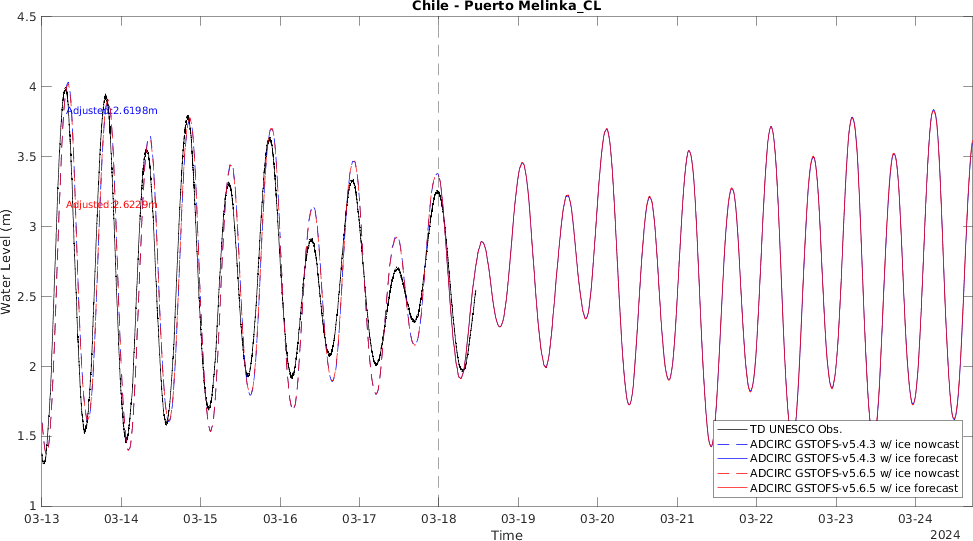 Chile - Puerto Melinka_CL
4.5
4
3.5
3
2.5
2
1.5
1
Water Level (m)
Adjusted:2.6198m
Adjusted:2.6229m
TD UNESCO Obs.
ADCIRC GSTOFS-v5.4.3 w/ ice nowcast
ADCIRC GSTOFS-v5.4.3 w/ ice forecast
ADCIRC GSTOFS-v5.6.5 w/ ice nowcast
ADCIRC GSTOFS-v5.6.5 w/ ice forecast
03-13 03-14 03-15 03-16 03-17 03-18 03-19 03-20 03-21 03-22 03-23 03-24
Time
2024